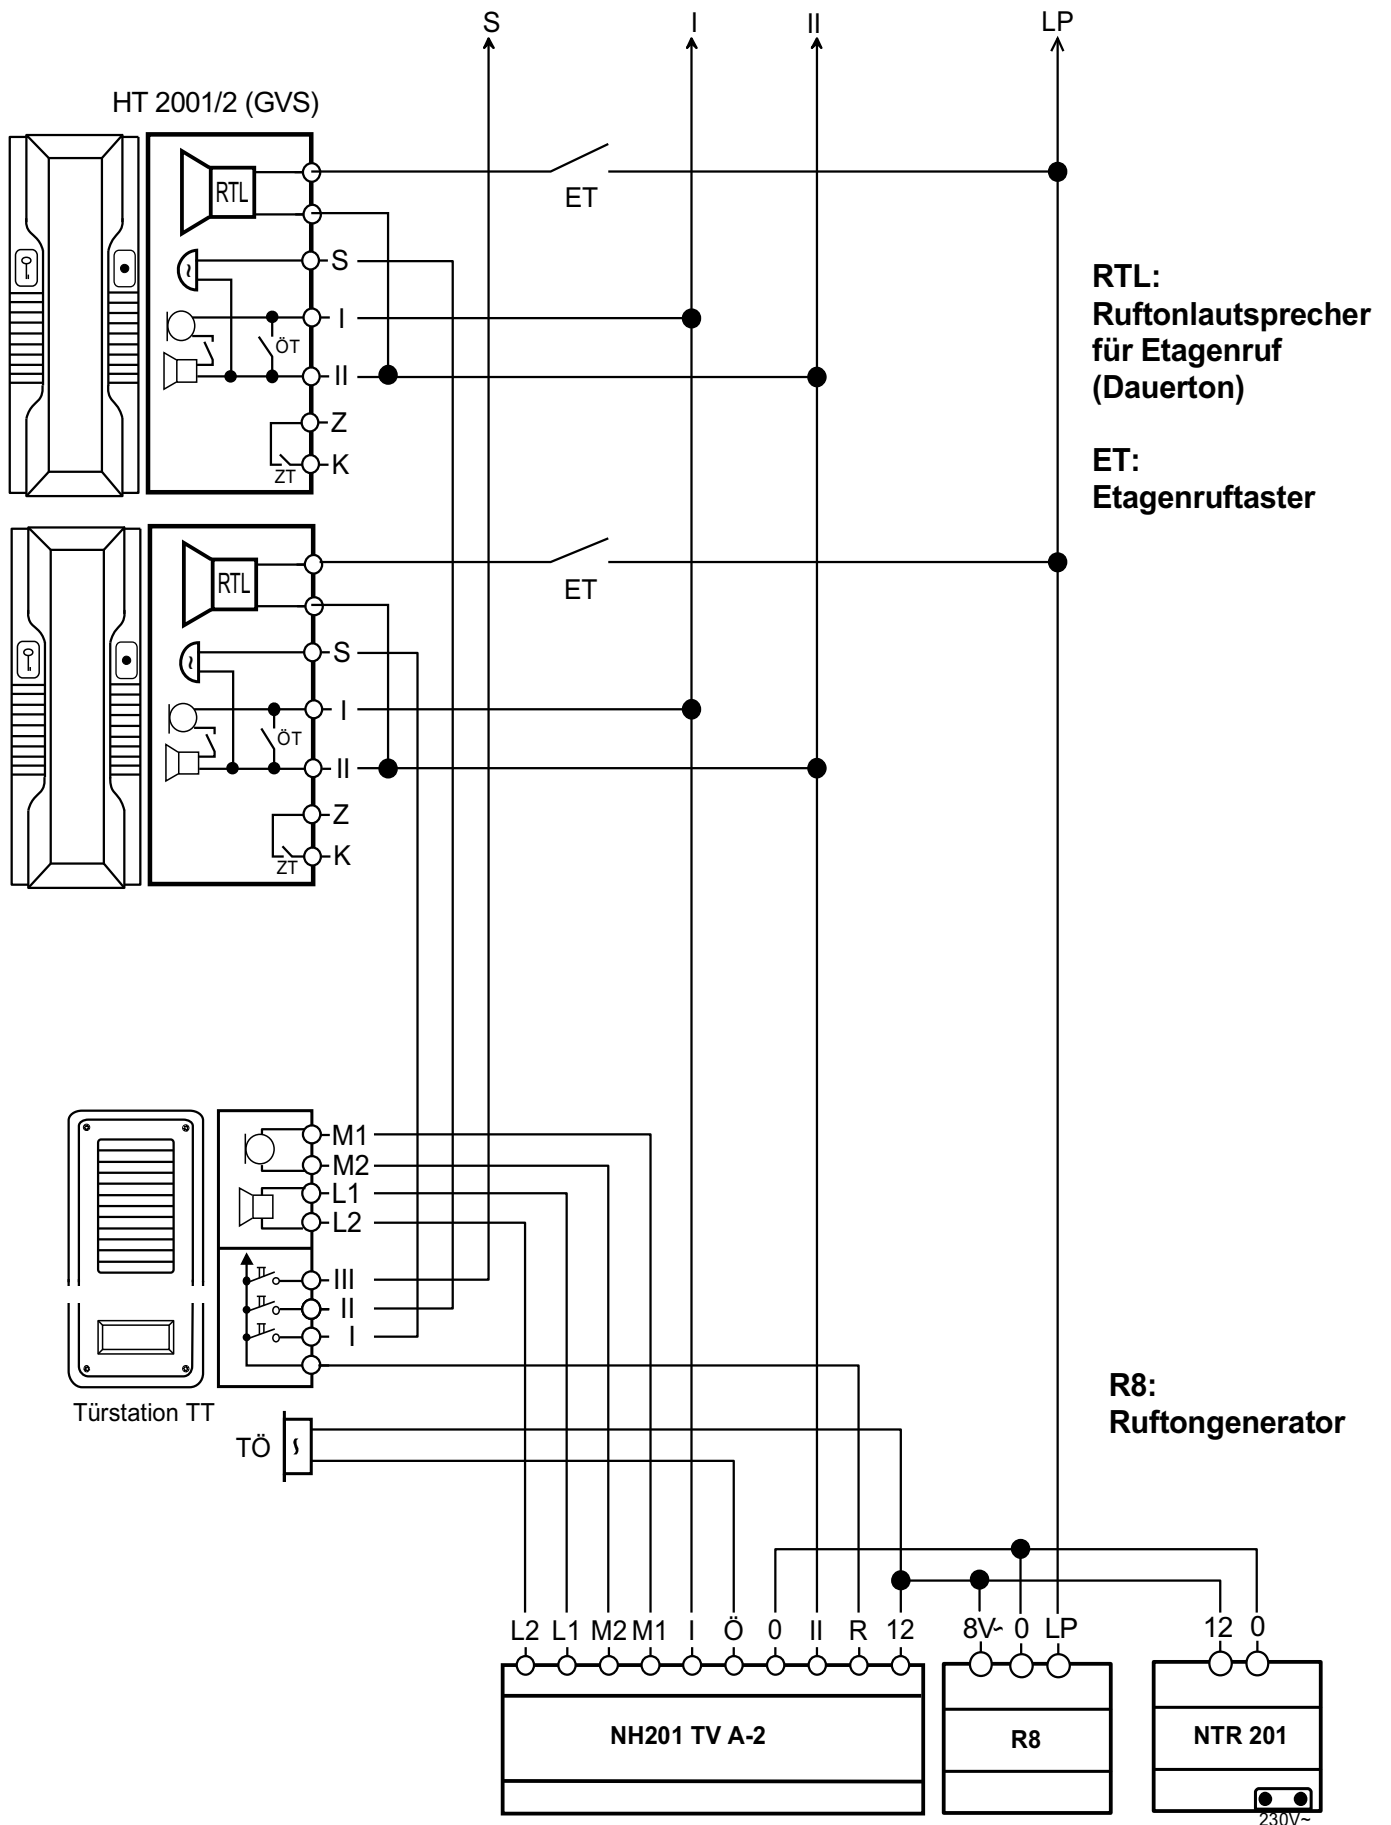 S I II LP
HT 2001/2 (GVS)
RTL
ET
S
I
ÖT
II
Z
ZT
K
RTL:
Ruftonlautsprecher
für Etagenruf
(Dauerton)
ET:
Etagenruftaster
RTL
ET
S
I
ÖT
II
Z
ZT
K
M1
M2
L1
L2
III
II
I
Türstation TT
TÖ
R8:
Ruftongenerator
L2 L1 M2 M1 I Ö 0 II R 12 8V~ 0 LP 12 0
NH201 TV A-2
R8
NTR 201
230V~